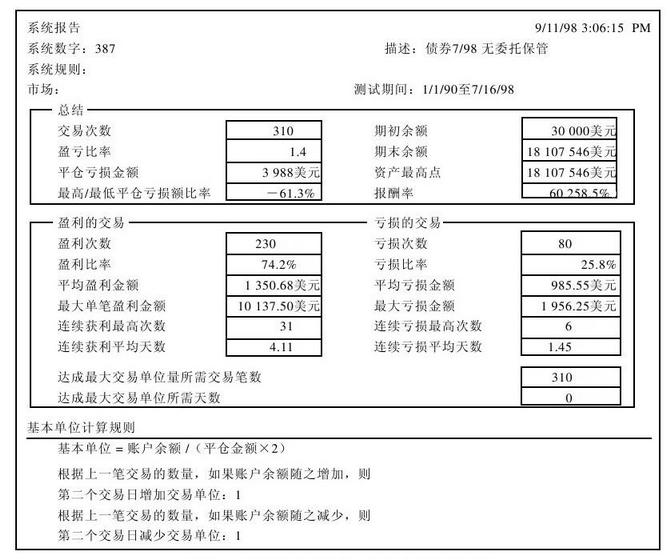 系统报告 9/11/98 3:06:15 PM
系统数字：387 描述：债券7/98 无委托保管
系统规则：
市场： 测试期间：1/1/90至7/16/98
总结
交易次数 310 期初余额 30 000美元
盈亏比率 1.4 期末余额 18 107 546美元
平仓亏损金额 3 988美元 资产最高点 18 107 546美元
最高/最低平仓亏损额比率 －61.3% 报酬率 60 258.5%
盈利的交易 亏损的交易
盈利次数 230 亏损次数 80
盈利比率 74.2% 亏损比率 25.8%
平均盈利金额 1 350.68美元 平均亏损金额 985.55美元
最大单笔盈利金额 10 137.50美元 最大亏损金额 1 956.25美元
连续获利最高次数 31 连续亏损最高次数 6
连续获利平均天数 4.11 连续亏损平均天数 1.45
达成最大交易单位量所需交易笔数 310
达成最大交易单位所需天数 0
基本单位计算规则
基本单位 = 账户余额 /（平仓金额×2）
根据上一笔交易的数量，如果账户余额随之增加，则
第二个交易日增加交易单位：1
根据上一笔交易的数量，如果账户余额随之减少，则
第二个交易日减少交易单位：1